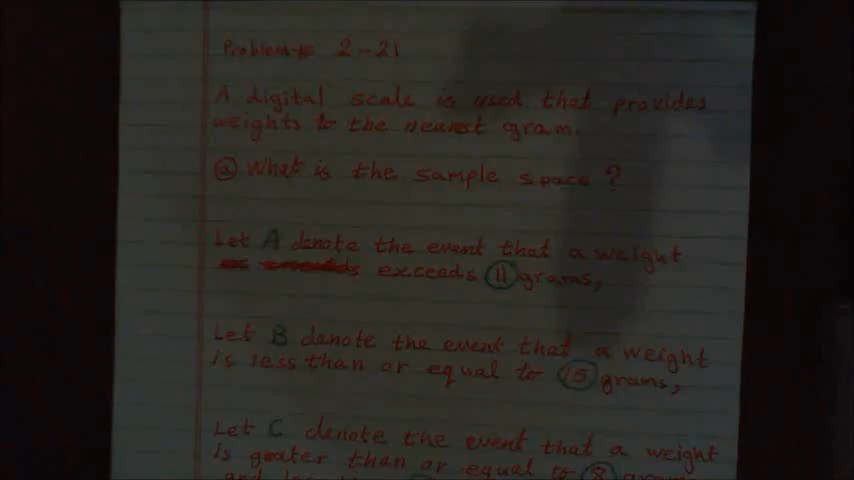 Problem 2-21
A digital scale is used that provides
weights to the nearest gram.
(a) What is the sample space ?
Let A denote the event that a weight
exceeds 11 grams,
Let B denote the event that a weight
is less than or equal to 15 grams,
Let C denote the event that a weight
is greater than or equal to 8 grams
and